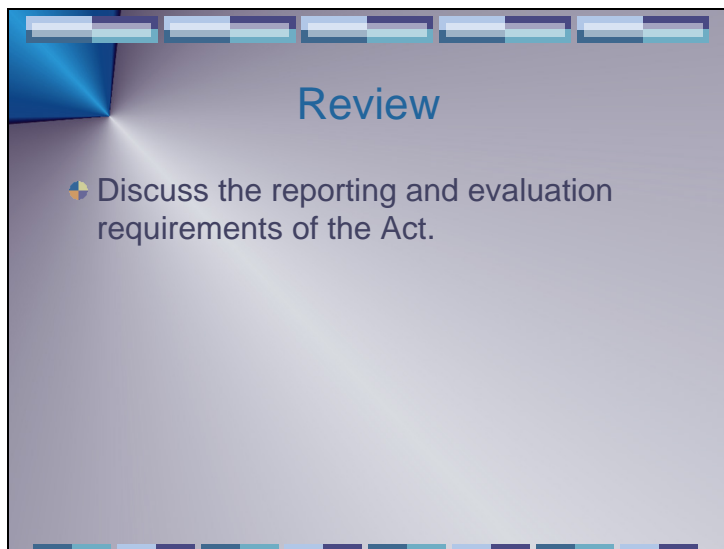 Review
Discuss the reporting and evaluation
requirements of the Act.